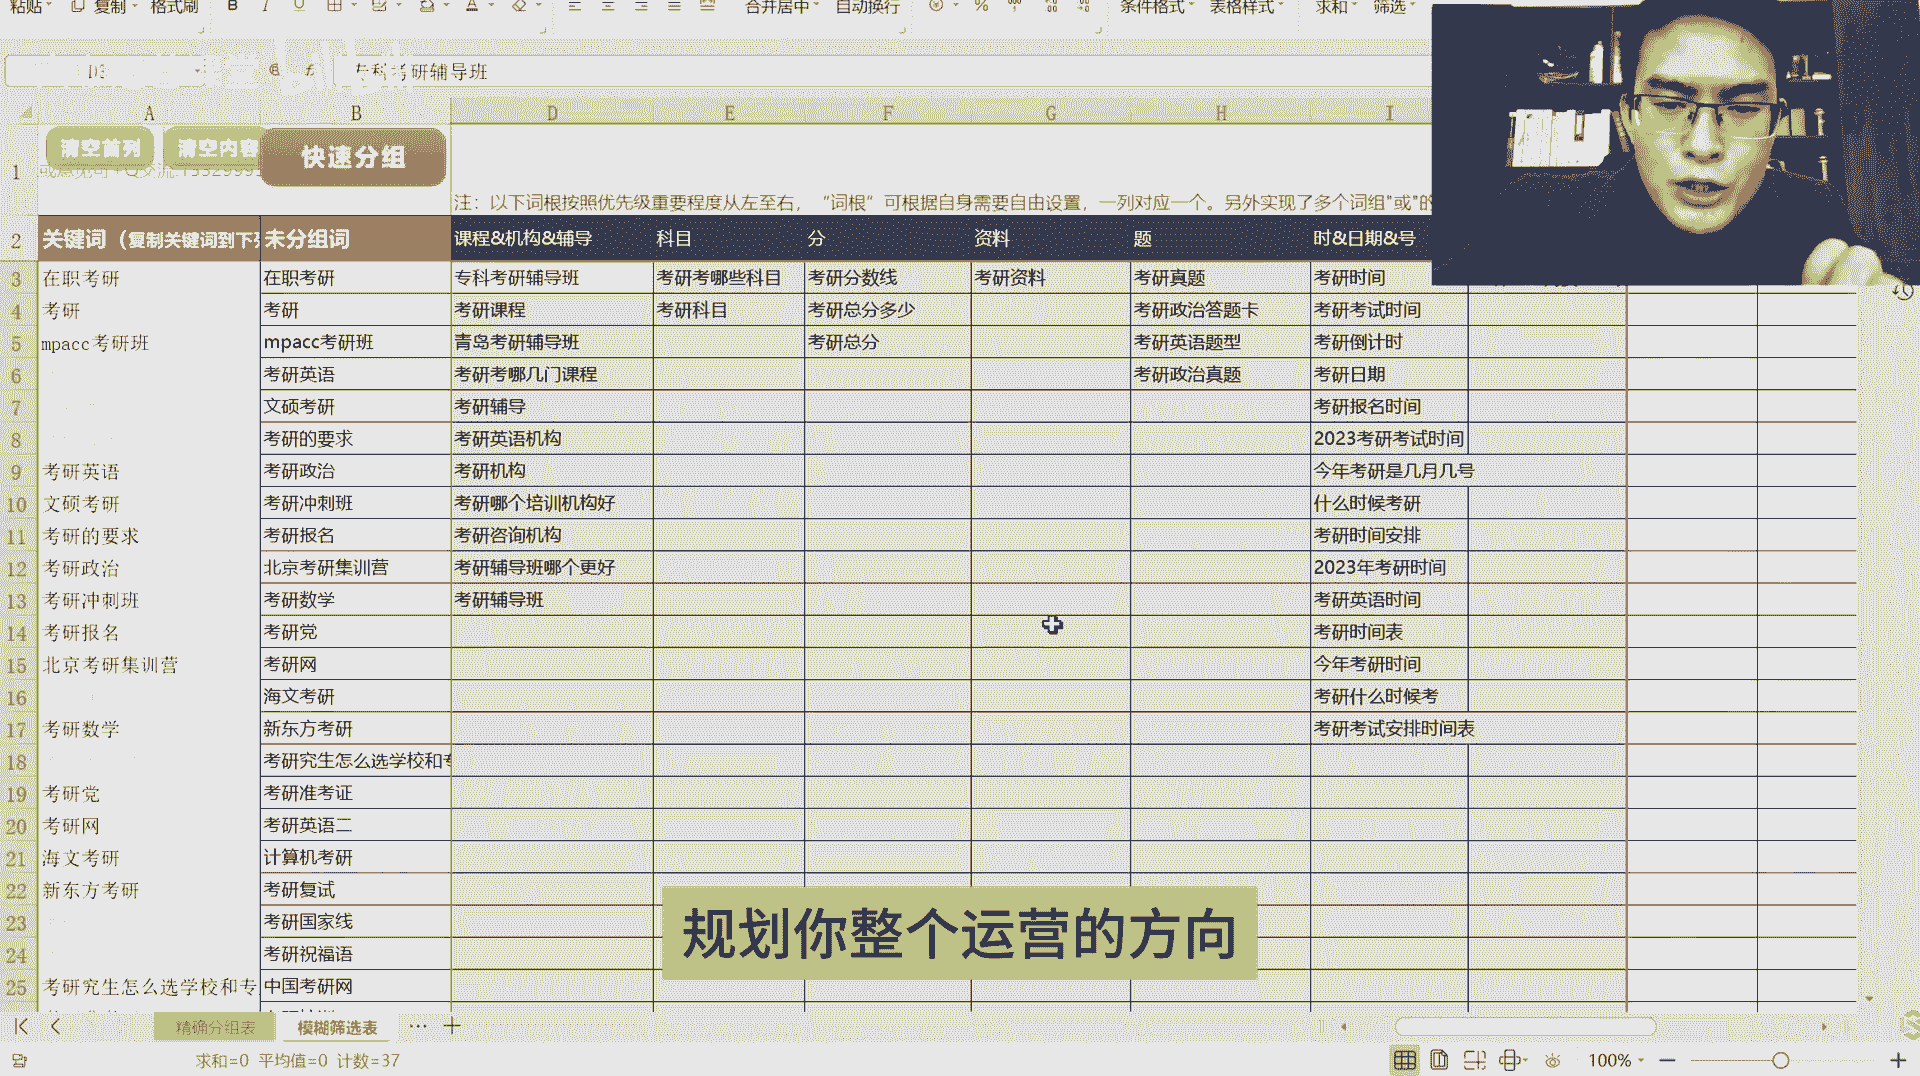 粘贴 复制 格式刷 B I U A 合并居中 自动换行 % 条件格式 表格样式 求和 筛选
D3 fx 专科考研辅导班
A B D E F G H I
清空首列 清空内容 快速分组
1 注：以下词根按照优先级重要程度从左至右，“词根”可根据自身需要自由设置，一列对应一个。另外实现了多个词组"或"的
2 关键词（复制关键词到下列 未分组词 课程&机构&辅导 科目 分 资料 题 时&日期&号
3 在职考研 在职考研 专科考研辅导班 考研考哪些科目 考研分数线 考研资料 考研真题 考研时间
4 考研 考研 考研课程 考研科目 考研总分多少 考研政治答题卡 考研考试时间
5 mpacc考研班 mpacc考研班 青岛考研辅导班 考研总分 考研英语题型 考研倒计时
6 考研英语 考研考哪几门课程 考研政治真题 考研日期
7 文硕考研 考研辅导 考研报名时间
8 考研的要求 考研英语机构 2023考研考试时间
9 考研英语 考研政治 考研机构 今年考研是几月几号
10 文硕考研 考研冲刺班 考研哪个培训机构好 什么时候考研
11 考研的要求 考研报名 考研咨询机构 考研时间安排
12 考研政治 北京考研集训营 考研辅导班哪个更好 2023年考研时间
13 考研冲刺班 考研数学 考研辅导班 考研英语时间
14 考研报名 考研党 考研时间表
15 北京考研集训营 考研网 今年考研时间
16 海文考研 考研什么时候考
17 考研数学 新东方考研 考研考试安排时间表
18 考研究生怎么选学校和专
19 考研党 考研准考证
20 考研网 考研英语二
21 海文考研 计算机考研
22 新东方考研 考研复试
23 考研国家线
24 考研祝福语
25 考研究生怎么选学校和专 中国考研网
规划你整个运营的方向
精确分组表 模糊筛选表 ··· +
求和=0 平均值=0 计数=37 100% − +